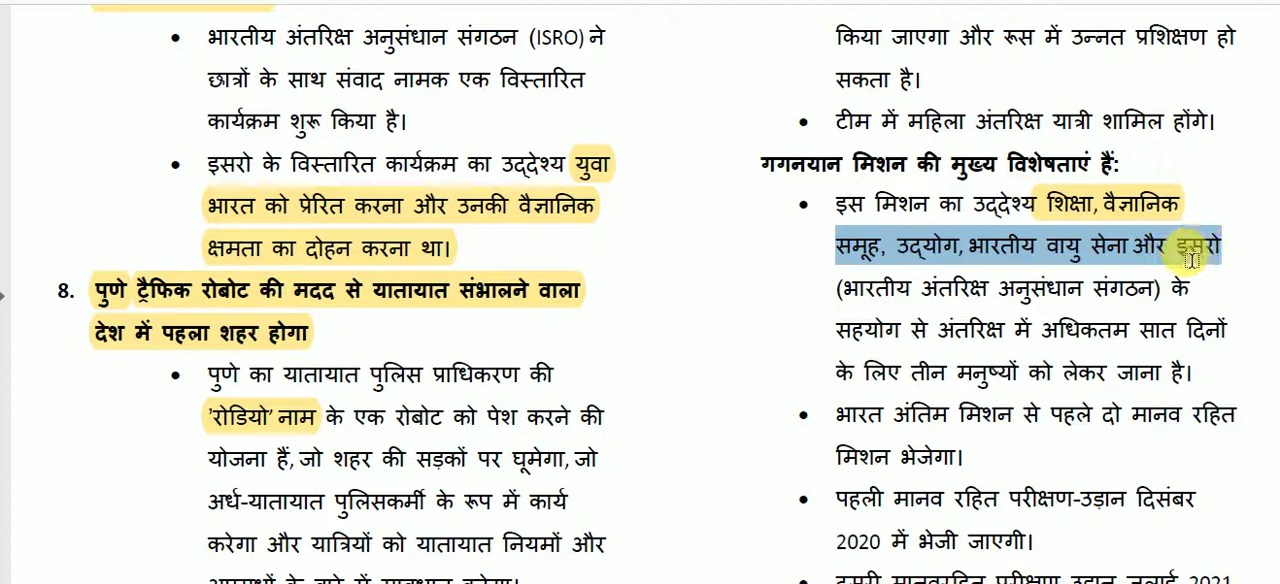 भारतीय अंतरिक्ष अनुसंधान संगठन (ISRO) ने
छात्रों के साथ संवाद नामक एक विस्तारित
कार्यक्रम शुरू किया है।
इसरो के विस्तारित कार्यक्रम का उद्देश्य युवा
भारत को प्रेरित करना और उनकी वैज्ञानिक
क्षमता का दोहन करना था।
8. पुणे ट्रैफिक रोबोट की मदद से यातायात संभालने वाला
देश में पहला शहर होगा
पुणे का यातायात पुलिस प्राधिकरण की
'रोडियो' नाम के एक रोबोट को पेश करने की
योजना हैं, जो शहर की सड़कों पर घूमेगा, जो
अर्ध-यातायात पुलिसकर्मी के रूप में कार्य
करेगा और यात्रियों को यातायात नियमों और
किया जाएगा और रूस में उन्नत प्रशिक्षण हो
सकता है।
टीम में महिला अंतरिक्ष यात्री शामिल होंगे।
गगनयान मिशन की मुख्य विशेषताएं हैं:
इस मिशन का उद्देश्य शिक्षा, वैज्ञानिक
समूह, उद्योग, भारतीय वायु सेना और इसरो
(भारतीय अंतरिक्ष अनुसंधान संगठन) के
सहयोग से अंतरिक्ष में अधिकतम सात दिनों
के लिए तीन मनुष्यों को लेकर जाना है।
भारत अंतिम मिशन से पहले दो मानव रहित
मिशन भेजेगा।
पहली मानव रहित परीक्षण-उड़ान दिसंबर
2020 में भेजी जाएगी।